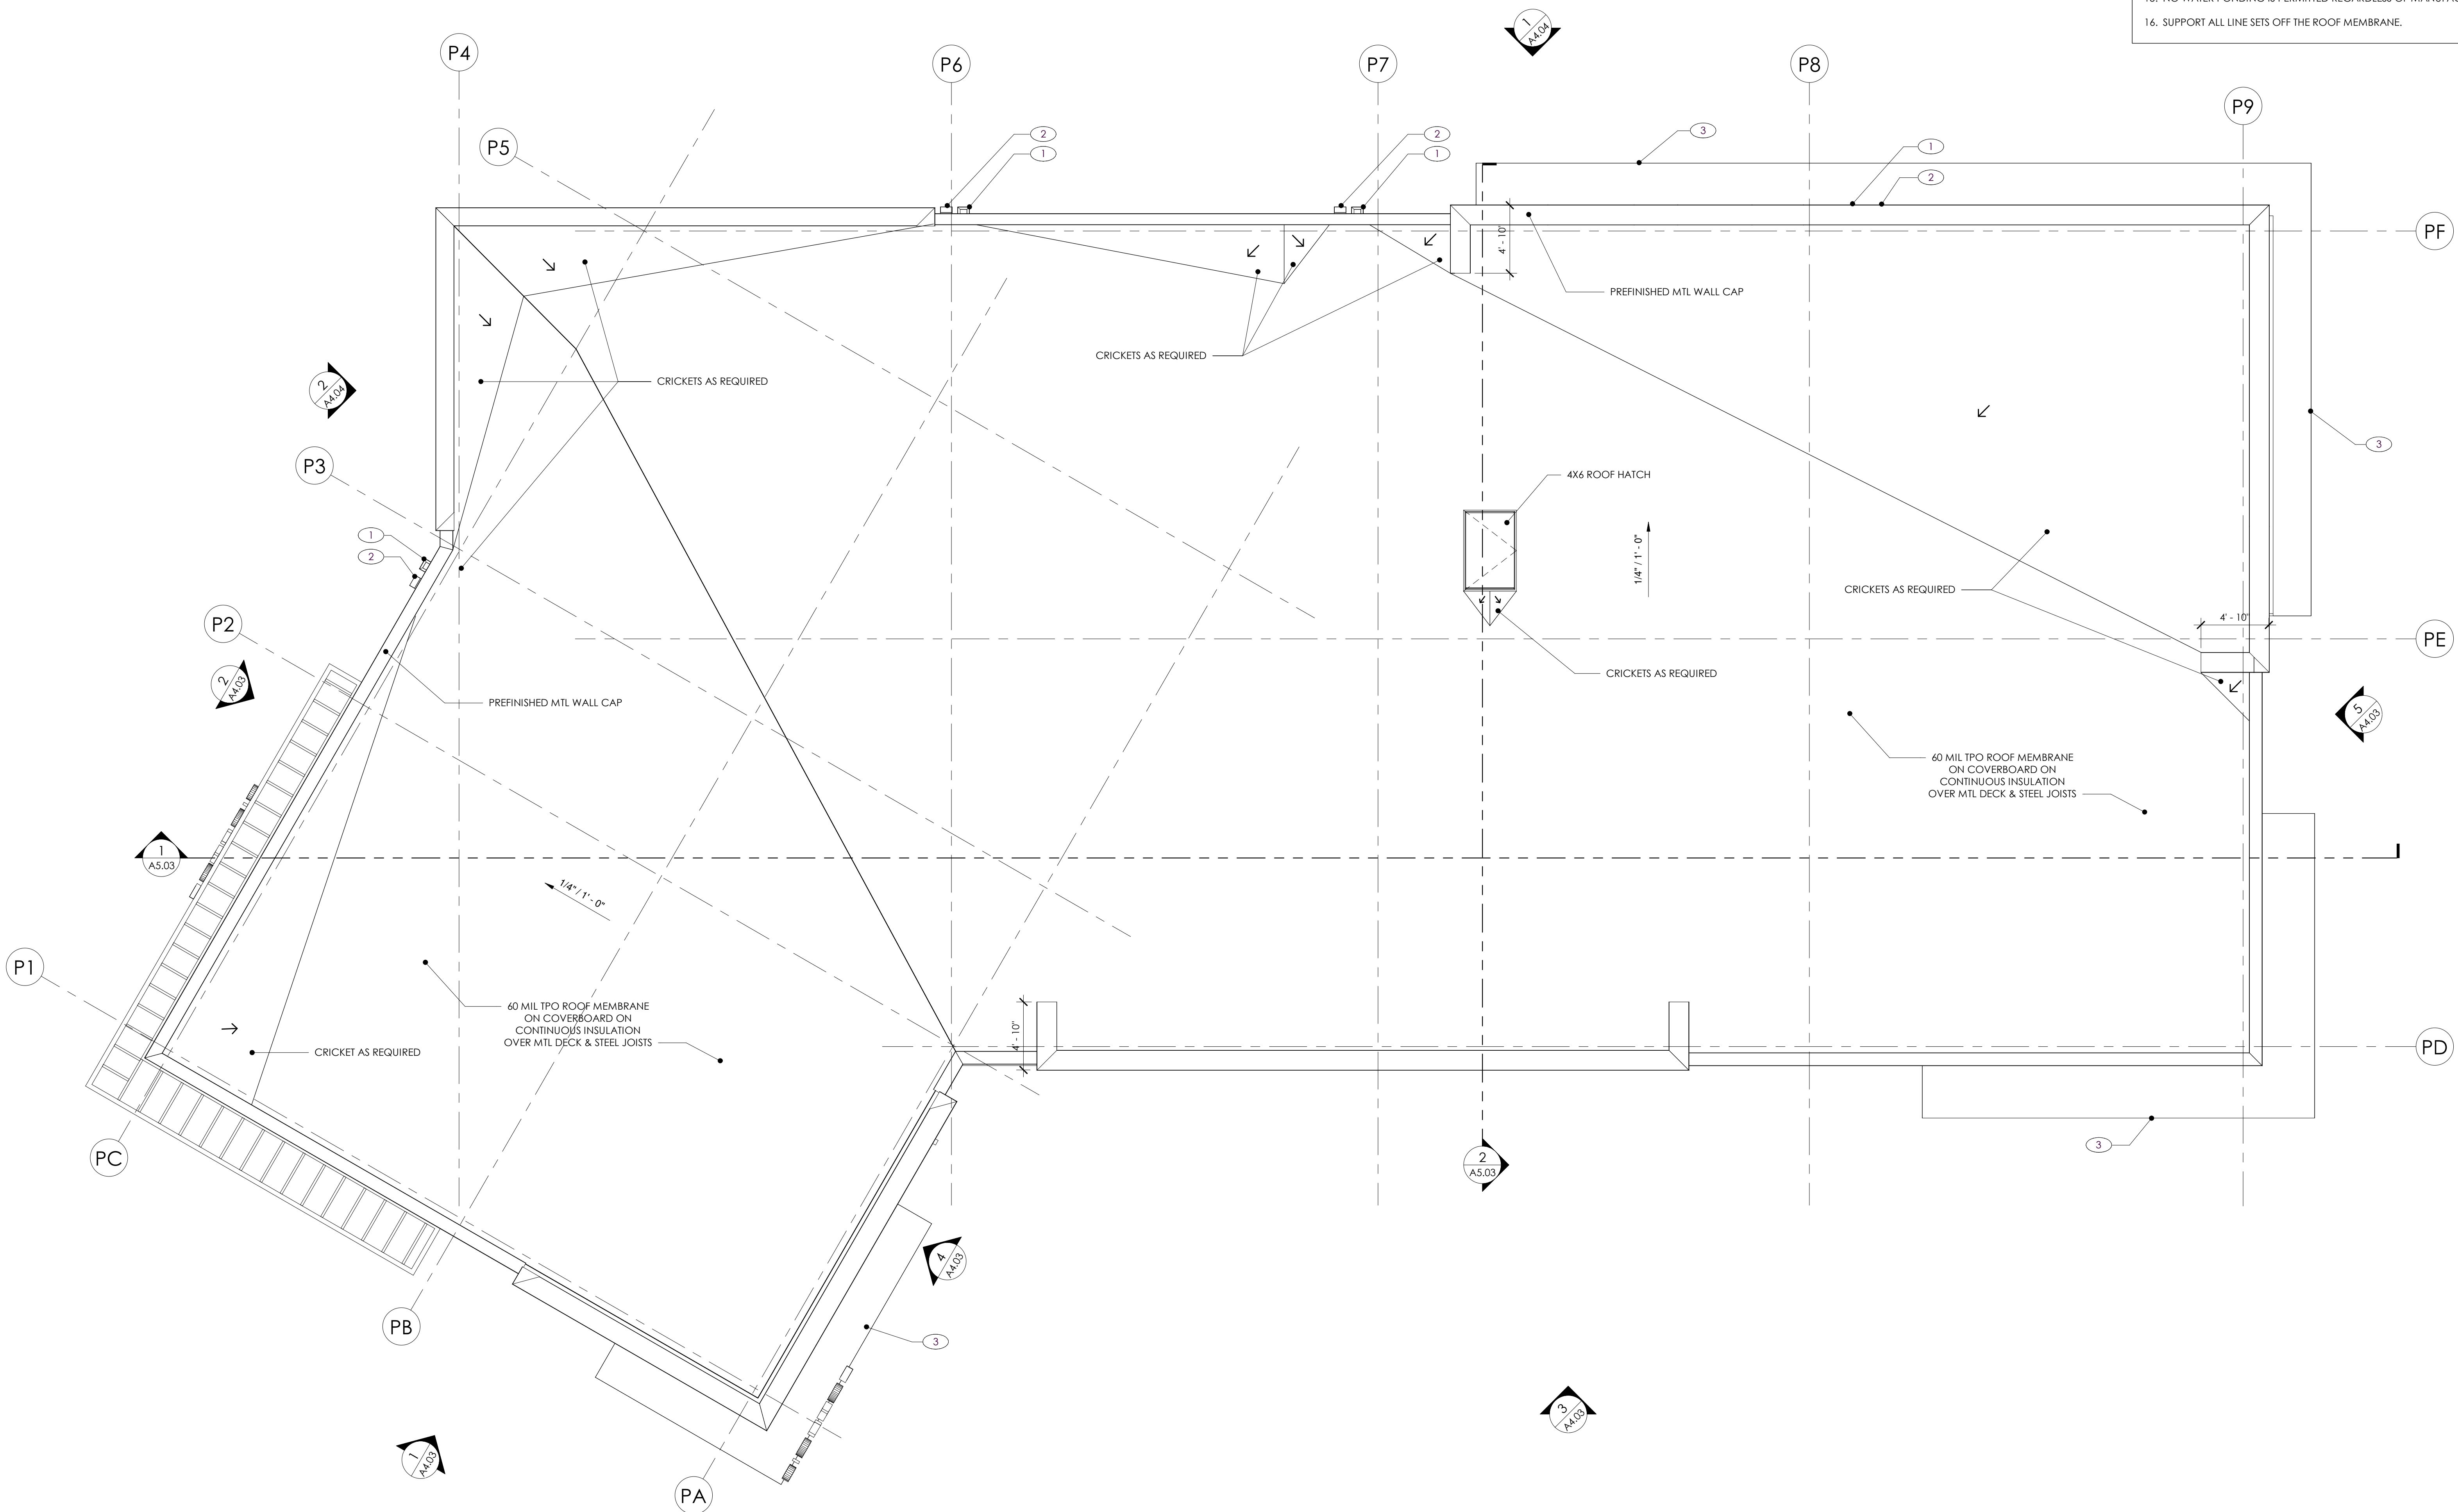 16. SUPPORT ALL LINE SETS OFF THE ROOF MEMBRANE.
1
A4.04
P4
P6
P7
P8
P9
P5
2
1
2
1
3
1
2
PF
4' - 10"
PREFINISHED MTL WALL CAP
CRICKETS AS REQUIRED
CRICKETS AS REQUIRED
2
A4.04
3
P3
4X6 ROOF HATCH
1
2
1/4" / 1' - 0"
CRICKETS AS REQUIRED
P2
4' - 10"
PE
2
A4.03
CRICKETS AS REQUIRED
PREFINISHED MTL WALL CAP
5
A4.03
60 MIL TPO ROOF MEMBRANE
ON COVERBOARD ON
CONTINUOUS INSULATION
OVER MTL DECK & STEEL JOISTS
1
A5.03
1/4" / 1' - 0"
P1
60 MIL TPO ROOF MEMBRANE
ON COVERBOARD ON
CONTINUOUS INSULATION
OVER MTL DECK & STEEL JOISTS
4' - 10"
CRICKET AS REQUIRED
PD
PC
2
A5.03
3
4
A4.03
PB
3
3
A4.03
1
A4.03
PA